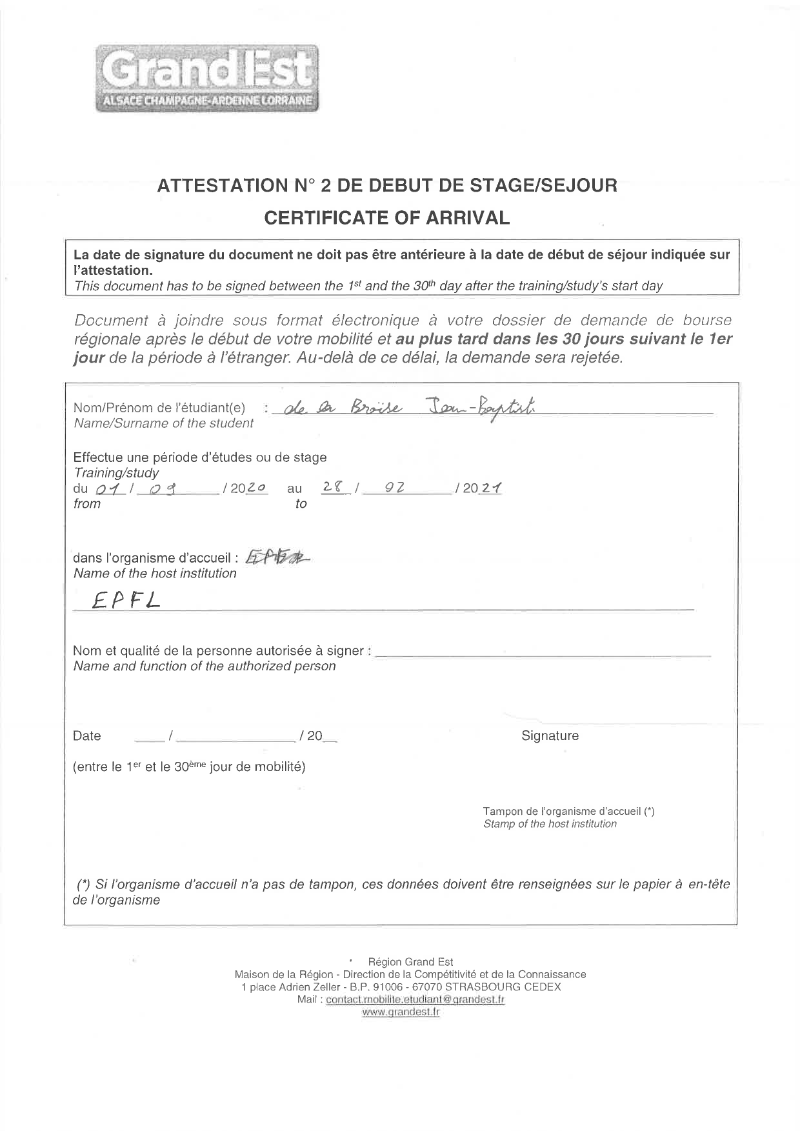 Grand Est
ALSACE CHAMPAGNE-ARDENNE LORRAINE
ATTESTATION N° 2 DE DEBUT DE STAGE/SEJOUR
CERTIFICATE OF ARRIVAL
La date de signature du document ne doit pas être antérieure à la date de début de séjour indiquée sur
l'attestation.
This document has to be signed between the 1st and the 30th day after the training/study's start day
Document à joindre sous format électronique à votre dossier de demande de bourse
régionale après le début de votre mobilité et au plus tard dans les 30 jours suivant le 1er
jour de la période à l'étranger. Au-delà de ce délai, la demande sera rejetée.
Nom/Prénom de l'étudiant(e) : de la Broïse Jean-Baptiste
Name/Surname of the student
Effectue une période d'études ou de stage
Training/study
du 01 / 09 / 2020 au 28 / 02 / 2021
from to
dans l'organisme d'accueil :
Name of the host institution
EPFL
Nom et qualité de la personne autorisée à signer :
Name and function of the authorized person
Date / / 20 Signature
(entre le 1er et le 30ème jour de mobilité)
Tampon de l'organisme d'accueil (*)
Stamp of the host institution
(*) Si l'organisme d'accueil n'a pas de tampon, ces données doivent être renseignées sur le papier à en-tête
de l'organisme
Région Grand Est
Maison de la Région - Direction de la Compétitivité et de la Connaissance
1 place Adrien Zeller - B.P. 91006 - 67070 STRASBOURG CEDEX
Mail : contact.mobilite.etudiant@grandest.fr
www.grandest.fr